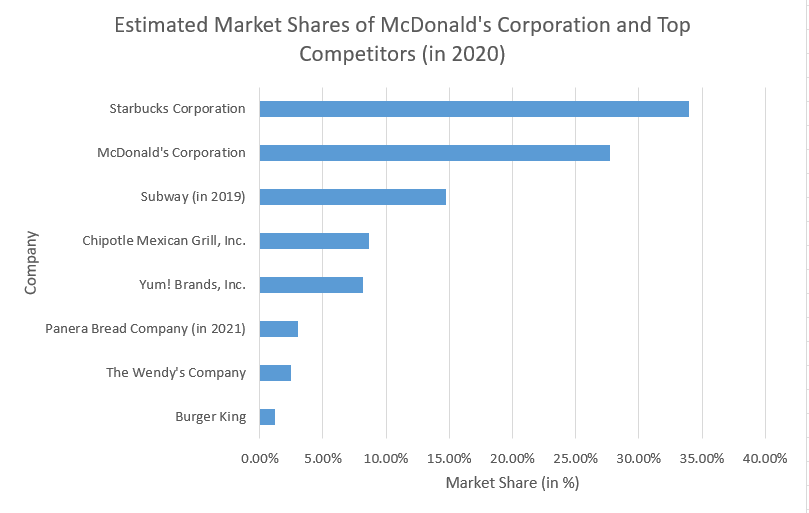 Estimated Market Shares of McDonald's Corporation and Top
Competitors (in 2020)
Company
Starbucks Corporation
McDonald's Corporation
Subway (in 2019)
Chipotle Mexican Grill, Inc.
Yum! Brands, Inc.
Panera Bread Company (in 2021)
The Wendy's Company
Burger King
0.00% 5.00% 10.00% 15.00% 20.00% 25.00% 30.00% 35.00% 40.00%
Market Share (in %)